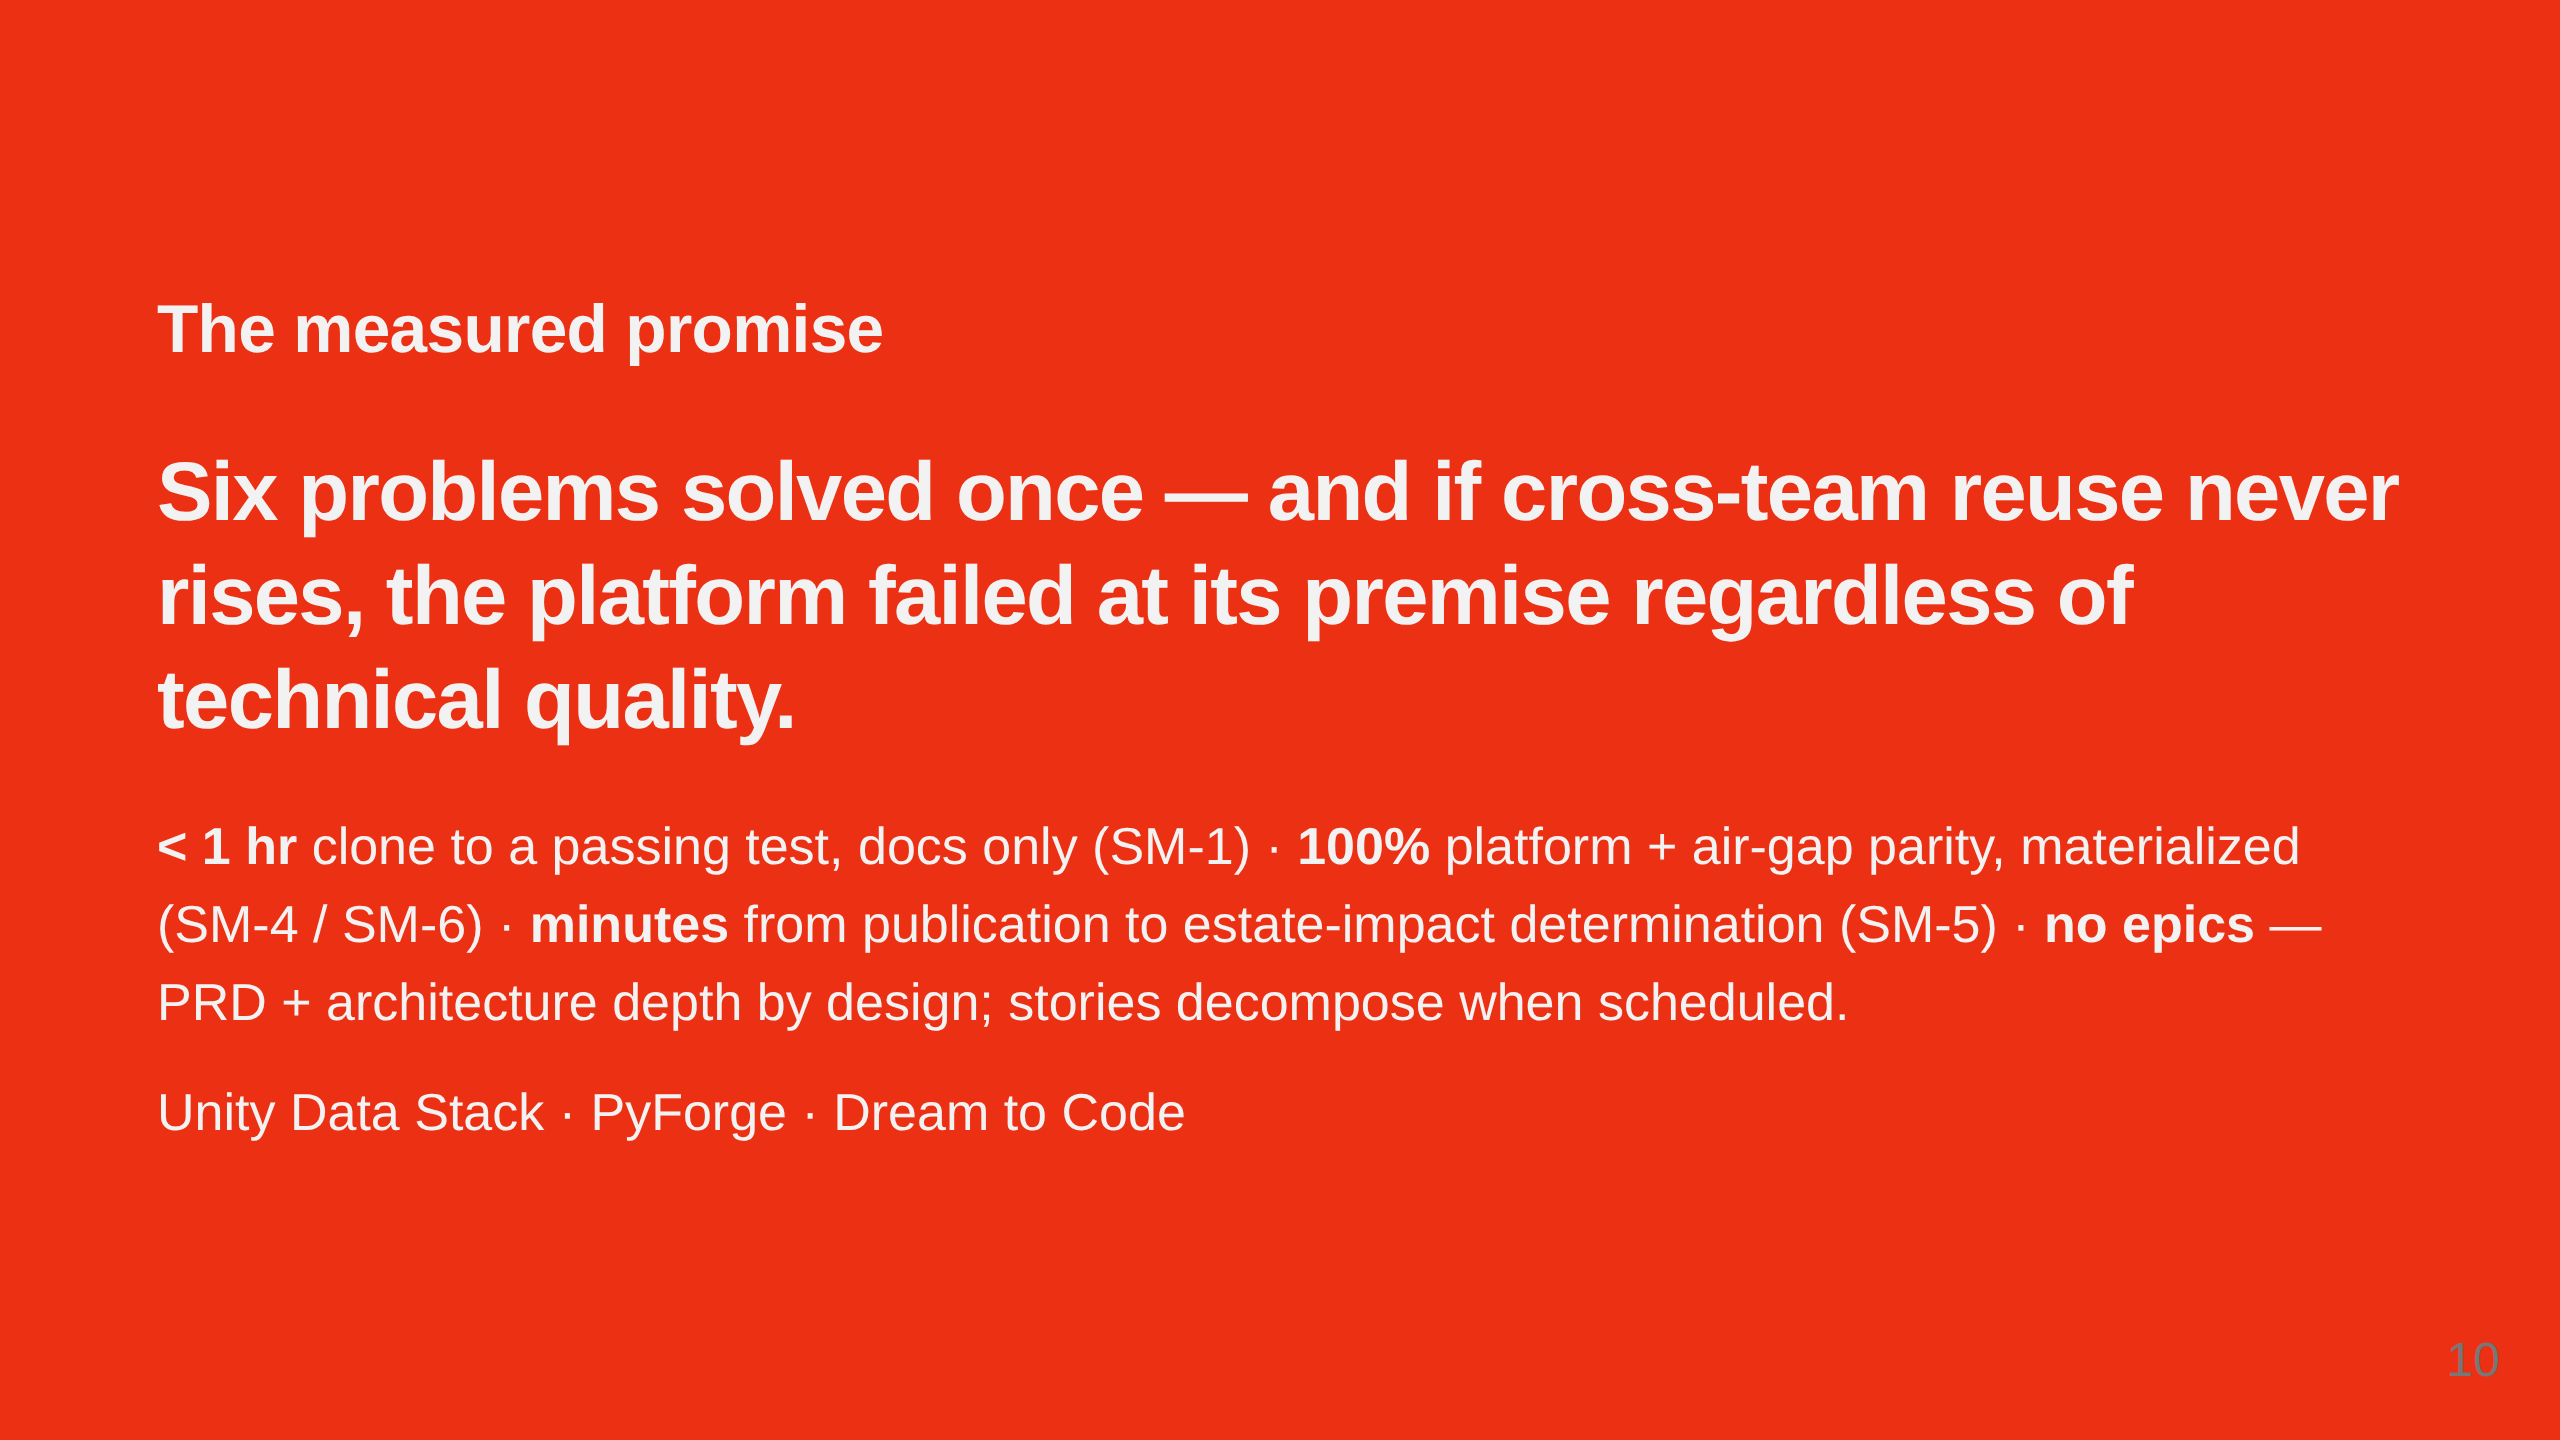 The measured promise
Six problems solved once — and if cross-team reuse never
rises, the platform failed at its premise regardless of
technical quality.
< 1 hr clone to a passing test, docs only (SM-1) · 100% platform + air-gap parity, materialized
(SM-4 / SM-6) · minutes from publication to estate-impact determination (SM-5) · no epics —
PRD + architecture depth by design; stories decompose when scheduled.
Unity Data Stack · PyForge · Dream to Code
10